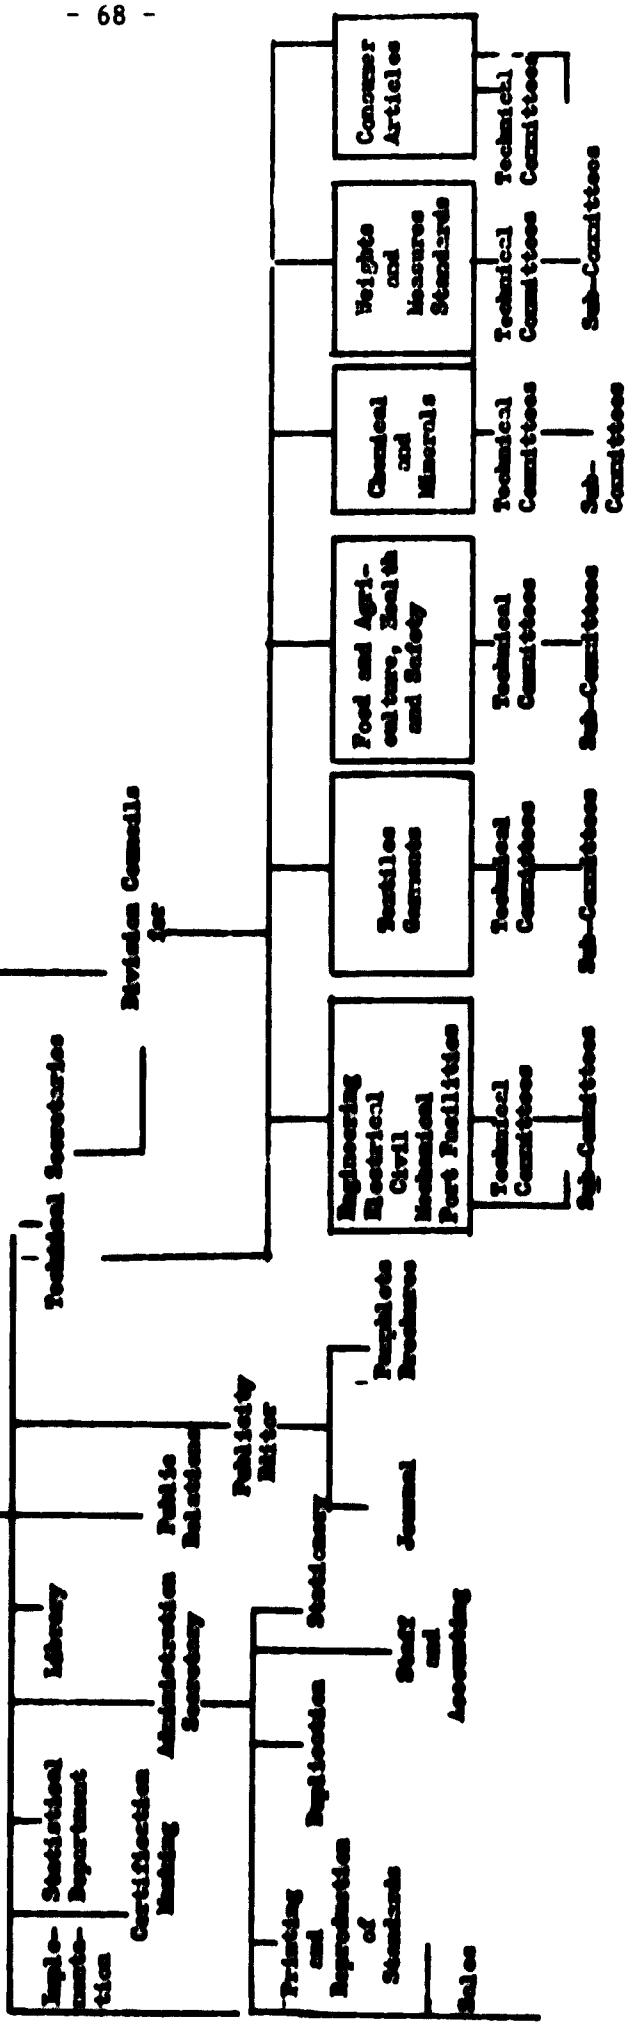 - 68 -
Imple-
menta-
tion
Statistical
Department
Library
Technical Secretaries
Certification
Marking
Administration
Secretary
Public
Relations
Division Councils
for
Publicity
Editor
Printing
and
Reproduction
of
Standards
Duplication
Stationery
Sales
Staff
and
Accounting
Journal
Pamphlets
Brochures
Engineering
Electrical
Civil
Mechanical
Port Facilities
Textiles
Garments
Food and Agri-
culture, Health
and Safety
Chemical
and
Minerals
Weights
and
Measures
Standards
Consumer
Articles
Technical
Committees
Technical
Committees
Technical
Committees
Technical
Committees
Technical
Committees
Technical
Committees
Sub-Committees
Sub-Committees
Sub-Committees
Sub-
Committees
Sub-Committees